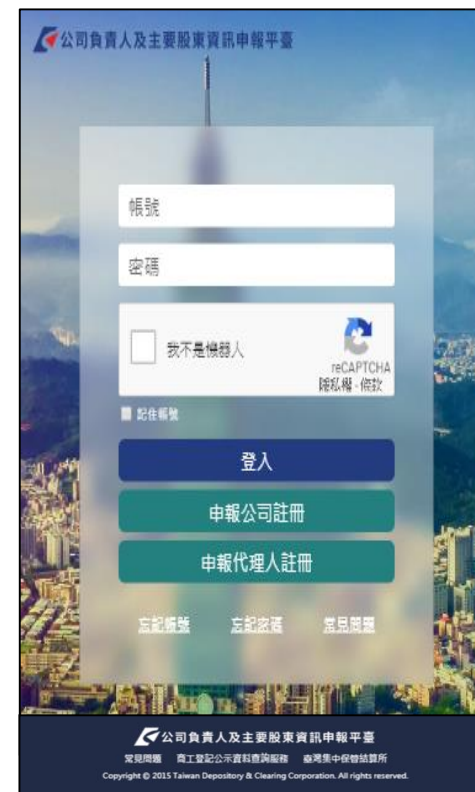 公司負責人及主要股東資訊申報平臺
帳號
密碼
我不是機器人
reCAPTCHA
隱私權 - 條款
記住帳號
登入
申報公司註冊
申報代理人註冊
忘記帳號 忘記密碼 常見問題
公司負責人及主要股東資訊申報平臺
常見問題 商工登記公示資料查詢服務 臺灣集中保管結算所
Copyright © 2015 Taiwan Depository & Clearing Corporation. All rights reserved.